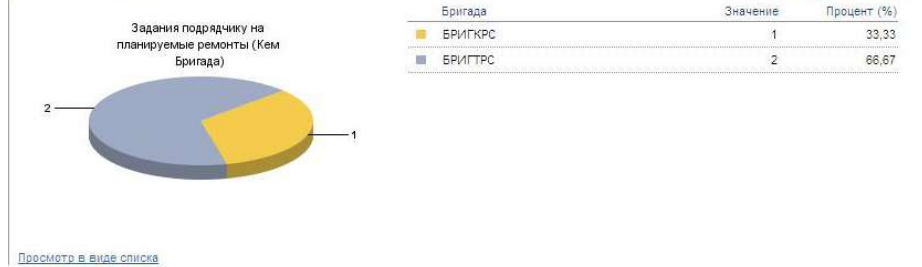 Задания подрядчику на
планируемые ремонты (Кем
Бригада)
2
1
Бригада Значение Процент (%)
БРИГКРС 1 33,33
БРИГТРС 2 66,67
Просмотр в виде списка